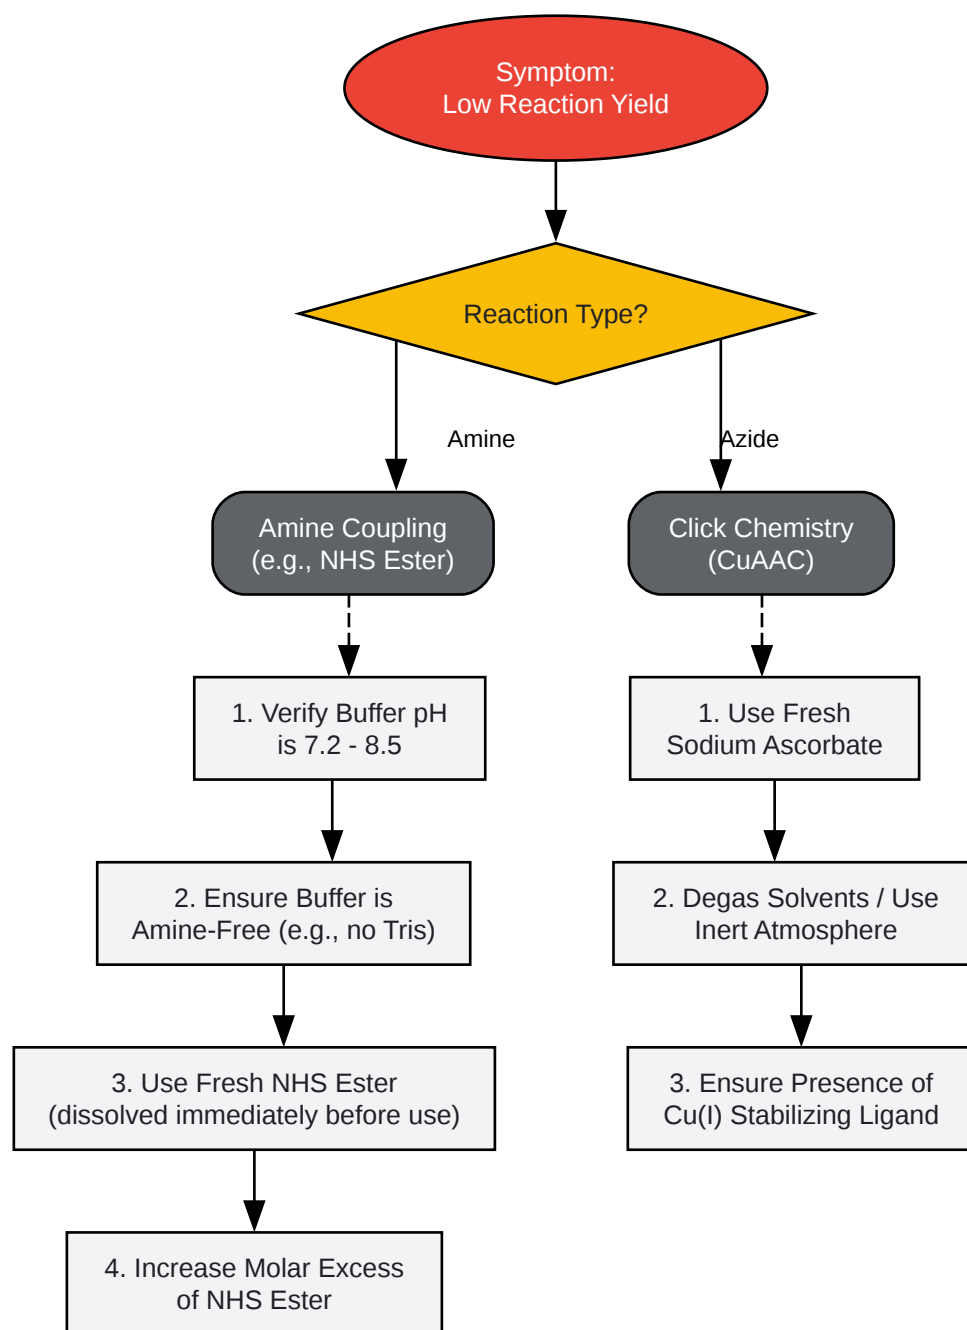 Symptom:
Low Reaction Yield
Reaction Type?
Amine
Azide
Amine Coupling
(e.g., NHS Ester)
Click Chemistry
(CuAAC)
1. Verify Buffer pH
is 7.2 - 8.5
1. Use Fresh
Sodium Ascorbate
2. Ensure Buffer is
Amine-Free (e.g., no Tris)
2. Degas Solvents / Use
Inert Atmosphere
3. Use Fresh NHS Ester
(dissolved immediately before use)
3. Ensure Presence of
Cu(I) Stabilizing Ligand
4. Increase Molar Excess
of NHS Ester